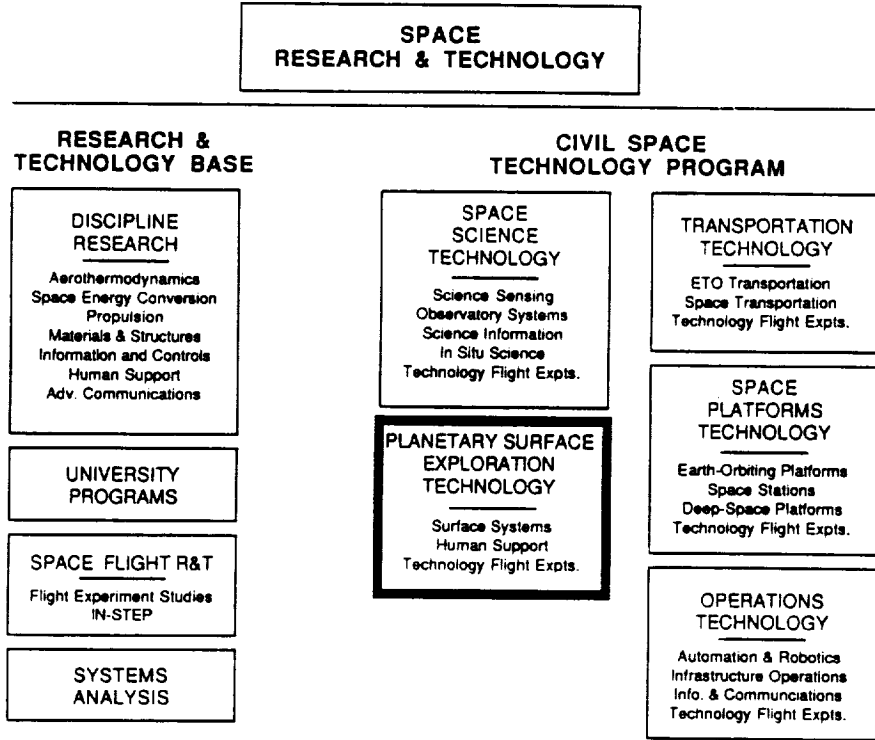 SPACE
RESEARCH & TECHNOLOGY
RESEARCH &
TECHNOLOGY BASE
DISCIPLINE
RESEARCH
Aerothermodynamics
Space Energy Conversion
Propulsion
Materials & Structures
Information and Controls
Human Support
Adv. Communications
UNIVERSITY
PROGRAMS
SPACE FLIGHT R&T
Flight Experiment Studies
IN-STEP
SYSTEMS
ANALYSIS
CIVIL SPACE
TECHNOLOGY PROGRAM
SPACE
SCIENCE
TECHNOLOGY
Science Sensing
Observatory Systems
Science Information
In Situ Science
Technology Flight Expts.
PLANETARY SURFACE
EXPLORATION
TECHNOLOGY
Surface Systems
Human Support
Technology Flight Expts.
TRANSPORTATION
TECHNOLOGY
ETO Transportation
Space Transportation
Technology Flight Expts.
SPACE
PLATFORMS
TECHNOLOGY
Earth-Orbiting Platforms
Space Stations
Deep-Space Platforms
Technology Flight Expts.
OPERATIONS
TECHNOLOGY
Automation & Robotics
Infrastructure Operations
Info. & Communciations
Technology Flight Expts.